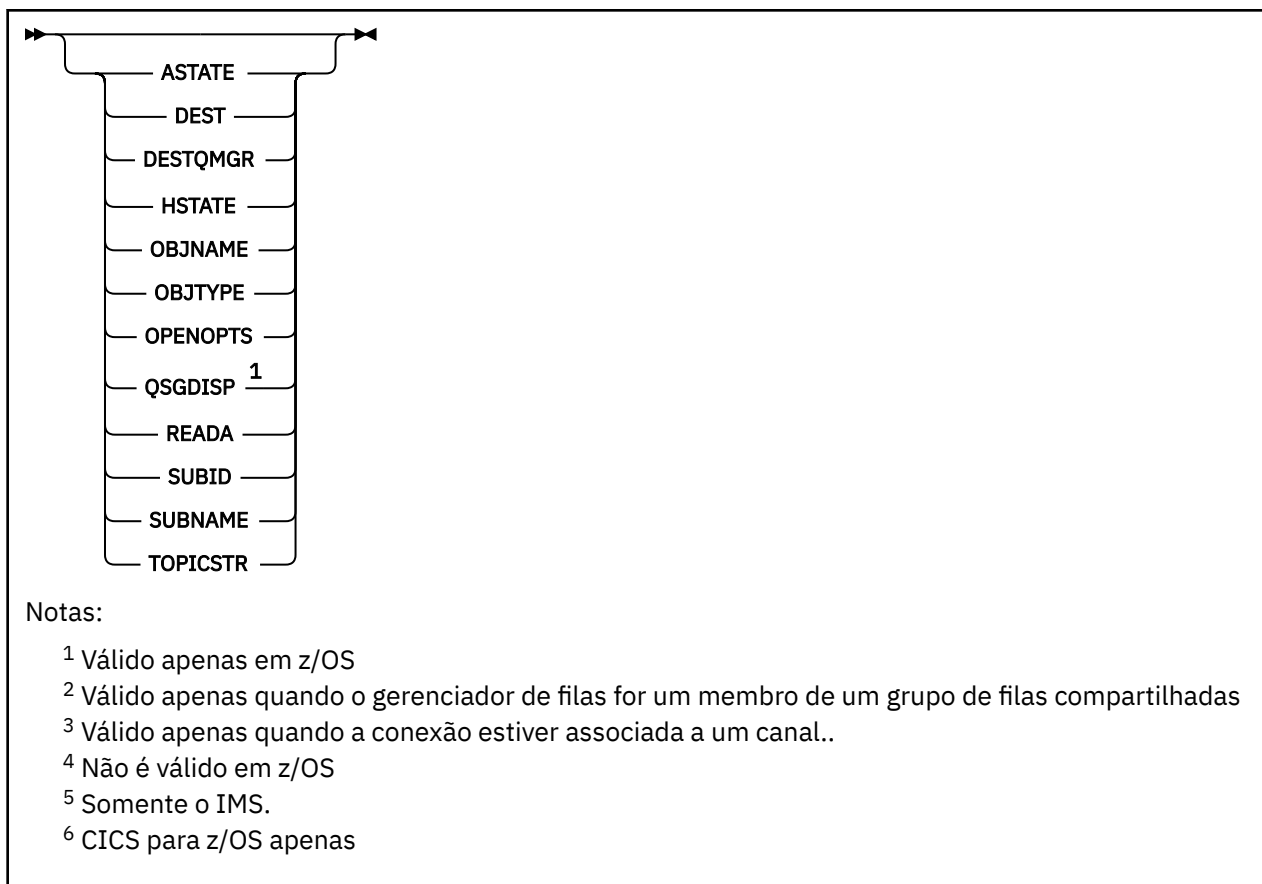 ASTATE
DEST
DESTQMGR
HSTATE
OBJNAME
OBJTYPE
OPENOPTS
QSGDISP 1
READA
SUBID
SUBNAME
TOPICSTR
Notas:
1 Válido apenas em z/OS
2 Válido apenas quando o gerenciador de filas for um membro de um grupo de filas compartilhadas
3 Válido apenas quando a conexão estiver associada a um canal..
4 Não é válido em z/OS
5 Somente o IMS.
6 CICS para z/OS apenas